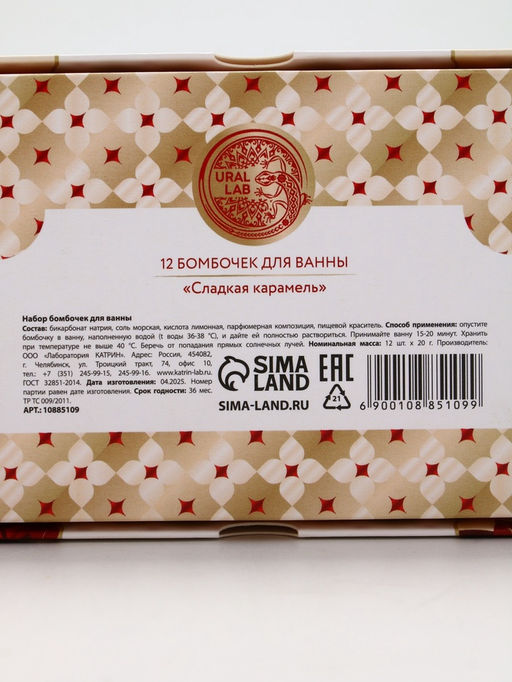 URAL
LAB
12 БОМБОЧЕК ДЛЯ ВАННЫ
«Сладкая карамель»
Набор бомбочек для ванны
Состав: бикарбонат натрия, соль морская, кислота лимонная, парфюмерная композиция, пищевой краситель. Способ применения: опустите
бомбочку в ванну, наполненную водой (t воды 36-38 °С), и дайте ей полностью раствориться. Принимайте ванну 15-20 минут. Хранить
при температуре не выше 40 °С. Беречь от попадания прямых солнечных лучей. Номинальная масса: 12 шт. х 20 г. Производитель:
ООО «Лаборатория КАТРИН». Адрес: Россия, 454082,
г. Челябинск, ул. Троицкий тракт, 74, офис 10,
тел.: +7 (351) 245-99-15, 245-99-16. www.katrin-lab.ru.
ГОСТ 32851-2014. Дата изготовления: 04.2025. Номер
партии равен дате изготовления. Срок годности: 36 мес.
ТР ТС 009/2011.
АРТ.: 10885109
SIMA
LAND
SIMA-LAND.RU
EAC
21
6 900108 851099